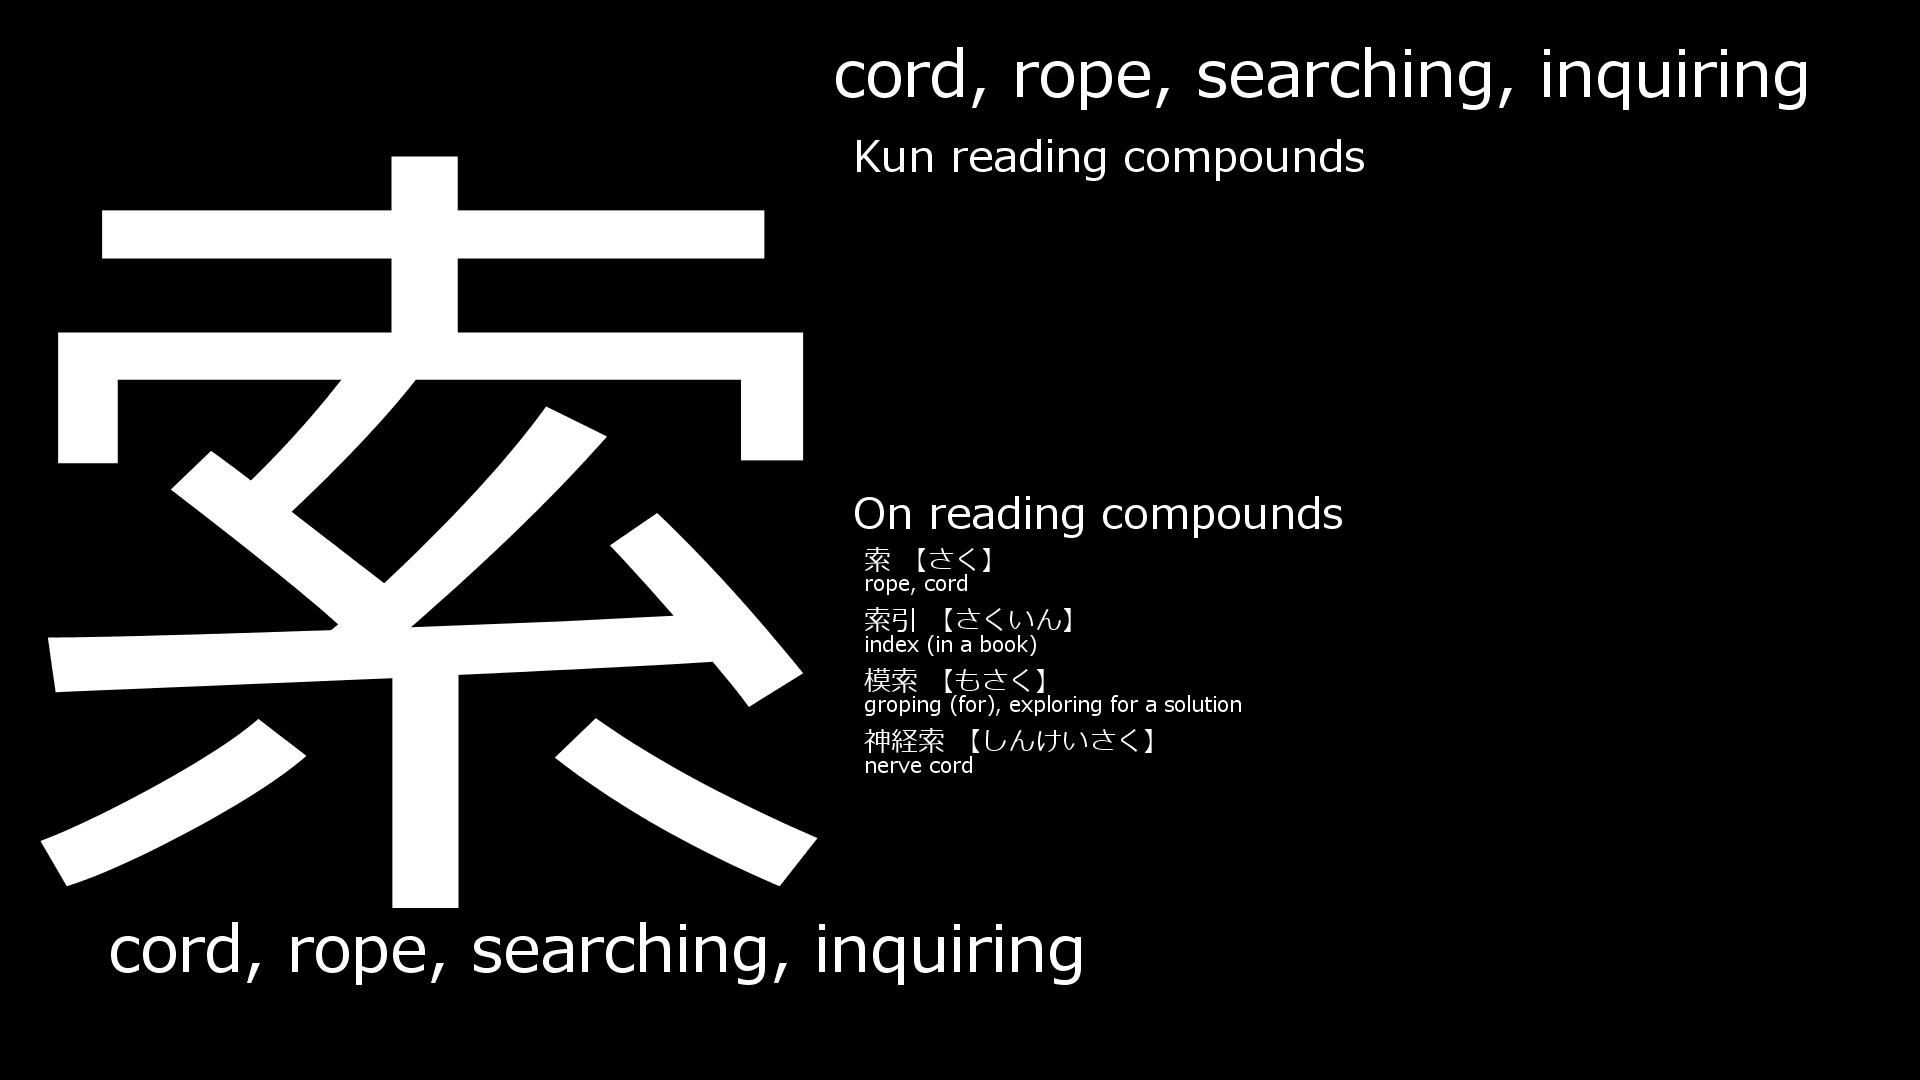 索
cord, rope, searching, inquiring
Kun reading compounds
On reading compounds
索 【さく】
rope, cord
索引 【さくいん】
index (in a book)
模索 【もさく】
groping (for), exploring for a solution
神経索 【しんけいさく】
nerve cord
cord, rope, searching, inquiring